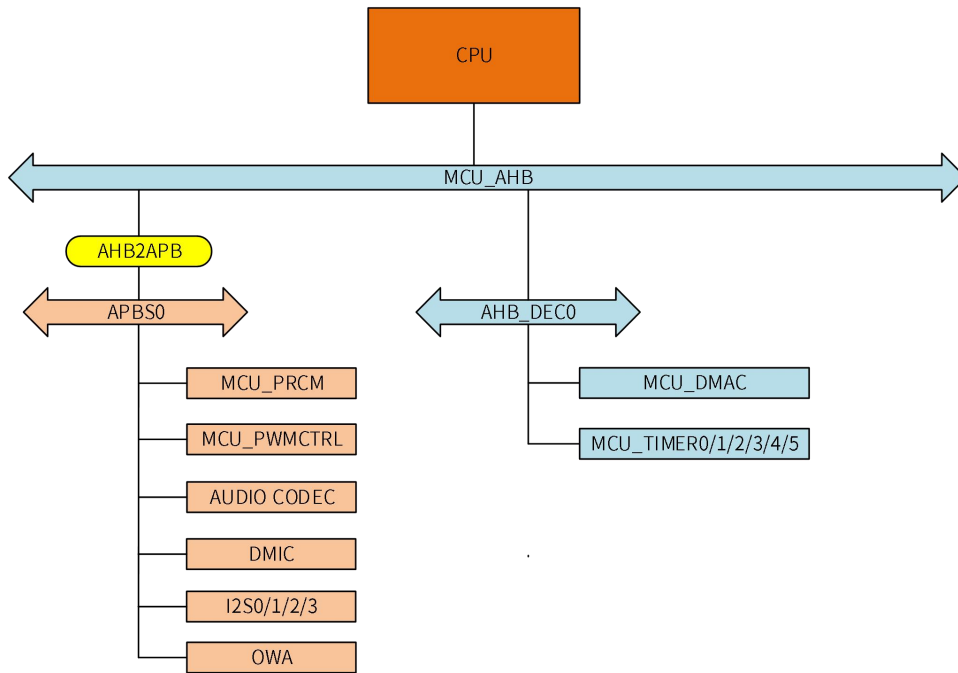 CPU
MCU_AHB
AHB2APB
APBS0
AHB_DEC0
MCU_PRCM
MCU_DMAC
MCU_PWMCTRL
MCU_TIMER0/1/2/3/4/5
AUDIO CODEC
DMIC
I2S0/1/2/3
OWA